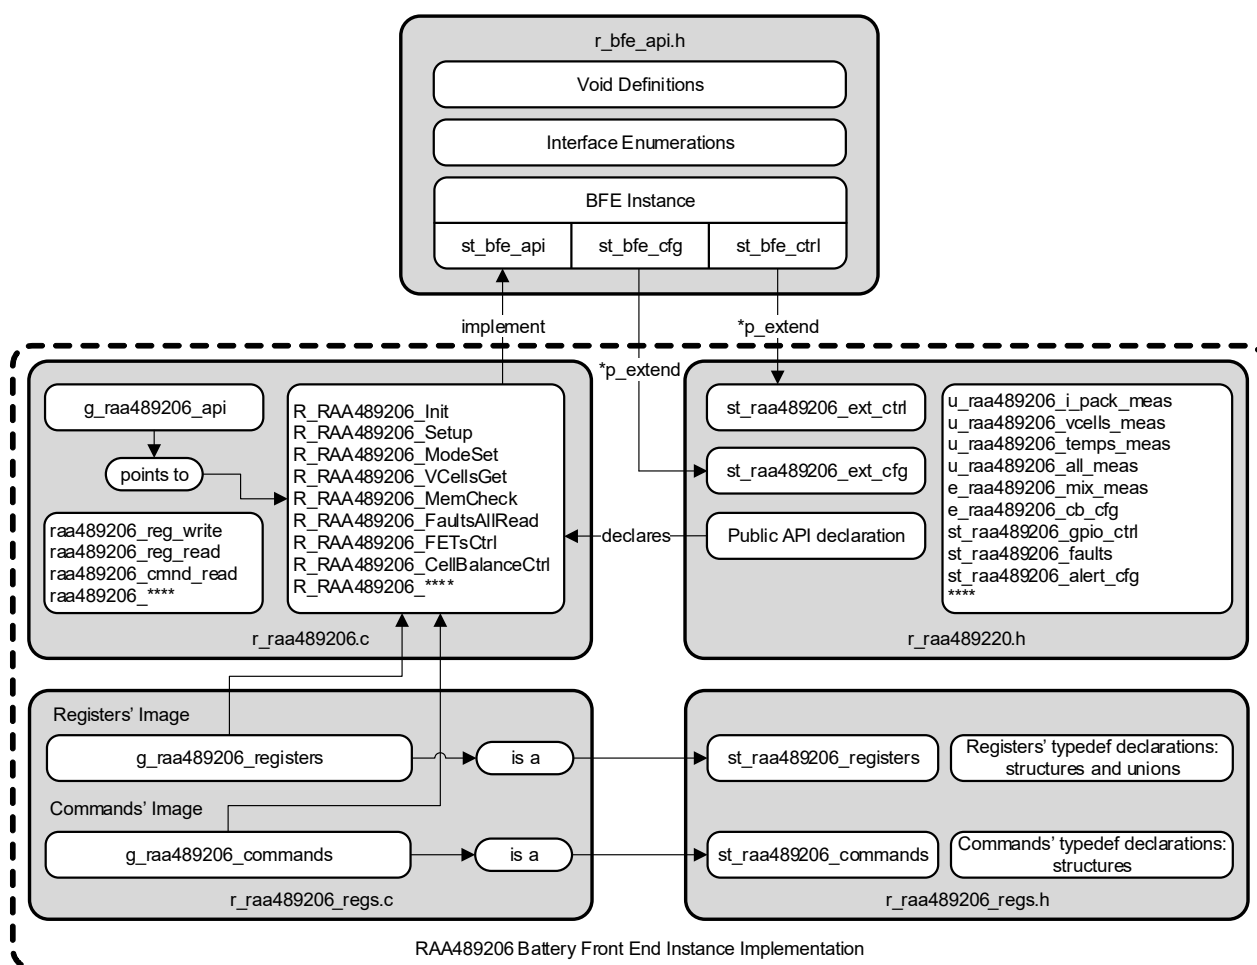 r_bfe_api.h
Void Definitions
Interface Enumerations
BFE Instance
st_bfe_api
st_bfe_cfg
st_bfe_ctrl
implement
*p_extend
*p_extend
g_raa489206_api
points to
raa489206_reg_write
raa489206_reg_read
raa489206_cmnd_read
raa489206_****
R_RAA489206_Init
R_RAA489206_Setup
R_RAA489206_ModeSet
R_RAA489206_VCellsGet
R_RAA489206_MemCheck
R_RAA489206_FaultsAllRead
R_RAA489206_FETsCtrl
R_RAA489206_CellBalanceCtrl
R_RAA489206_****
r_raa489206.c
declares
st_raa489206_ext_ctrl
st_raa489206_ext_cfg
Public API declaration
u_raa489206_i_pack_meas
u_raa489206_vcells_meas
u_raa489206_temps_meas
u_raa489206_all_meas
e_raa489206_mix_meas
e_raa489206_cb_cfg
st_raa489206_gpio_ctrl
st_raa489206_faults
st_raa489206_alert_cfg
****
r_raa489220.h
Registers’ Image
g_raa489206_registers
is a
Commands’ Image
g_raa489206_commands
is a
r_raa489206_regs.c
st_raa489206_registers
Registers’ typedef declarations:
structures and unions
st_raa489206_commands
Commands’ typedef declarations:
structures
r_raa489206_regs.h
RAA489206 Battery Front End Instance Implementation